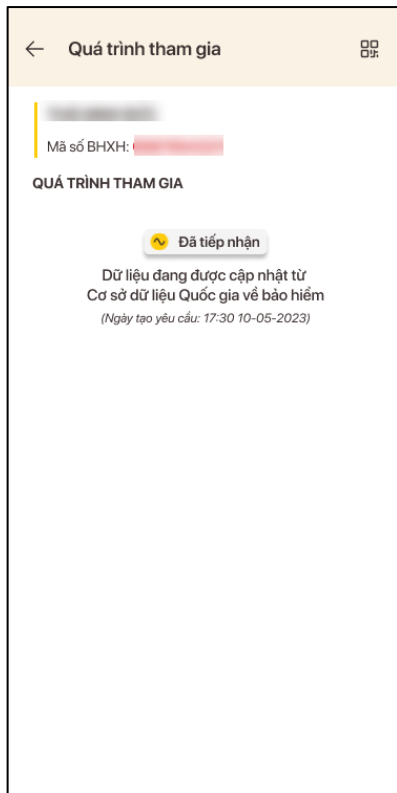 Quá trình tham gia
Mã số BHXH:
QUÁ TRÌNH THAM GIA
Đã tiếp nhận
Dữ liệu đang được cập nhật từ
Cơ sở dữ liệu Quốc gia về bảo hiểm
(Ngày tạo yêu cầu: 17:30 10-05-2023)